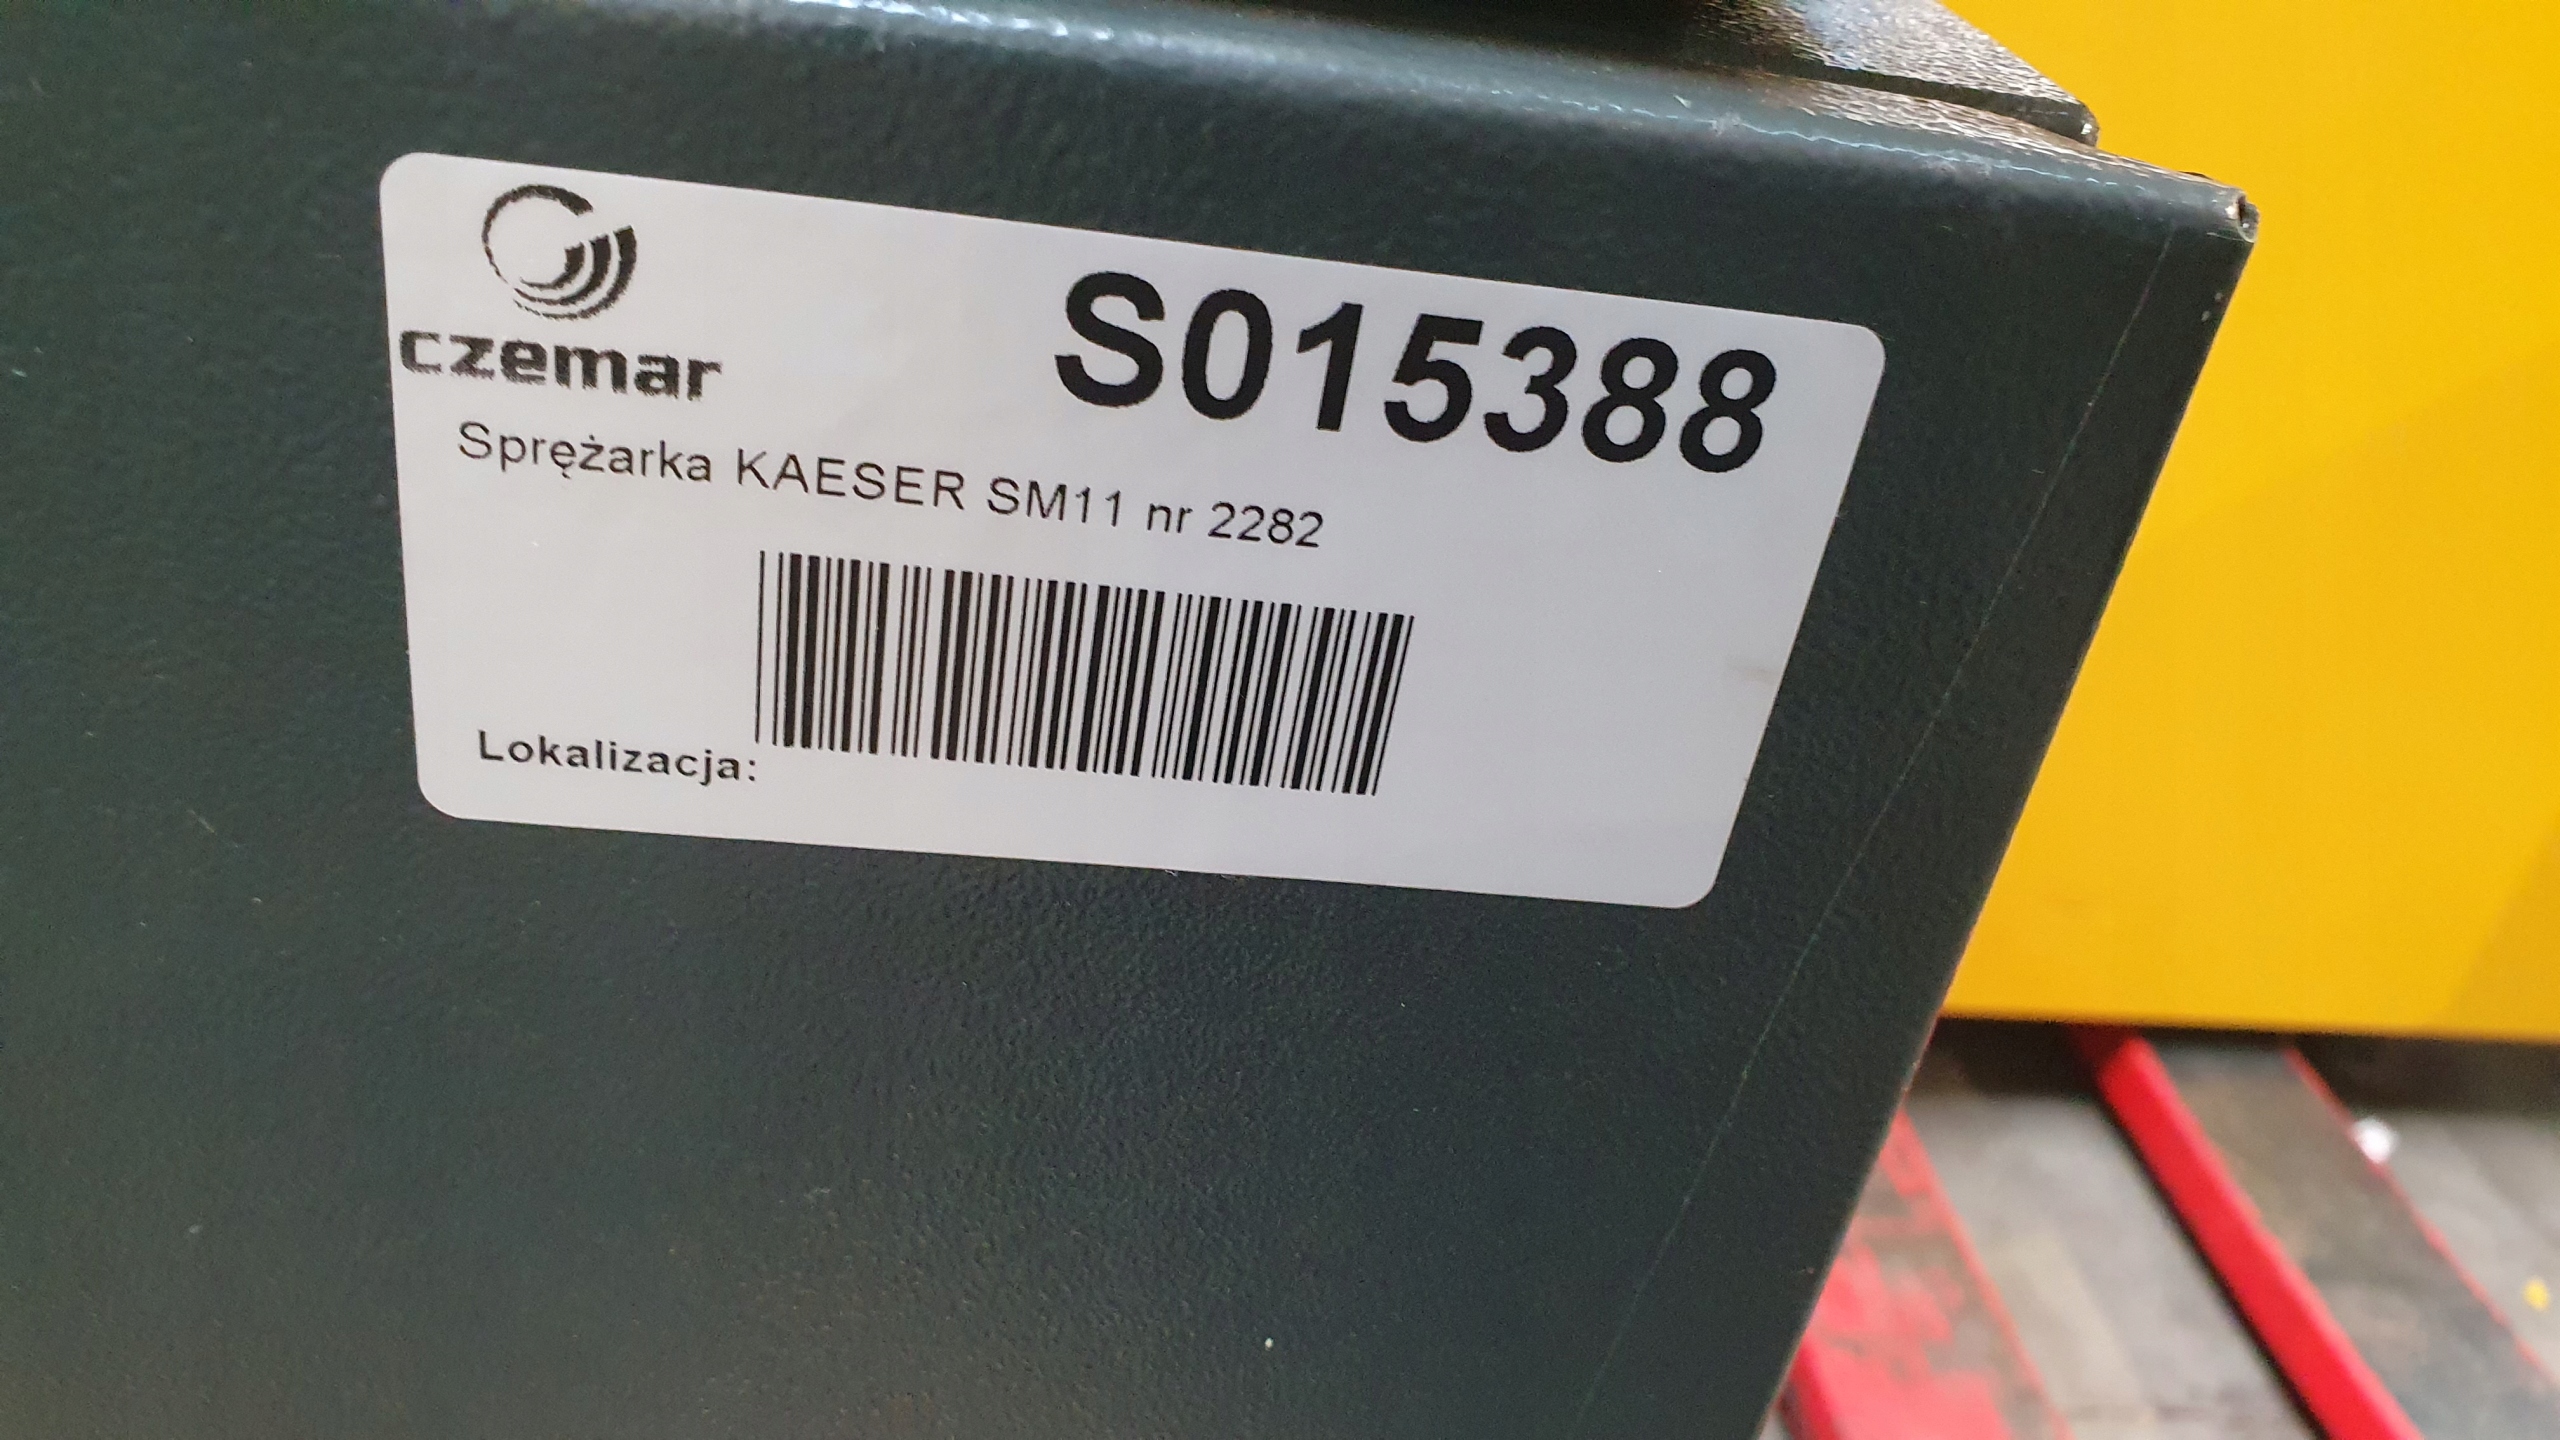 czemar
S015388
Sprężarka KAESER SM11 nr 2282
Lokalizacja: